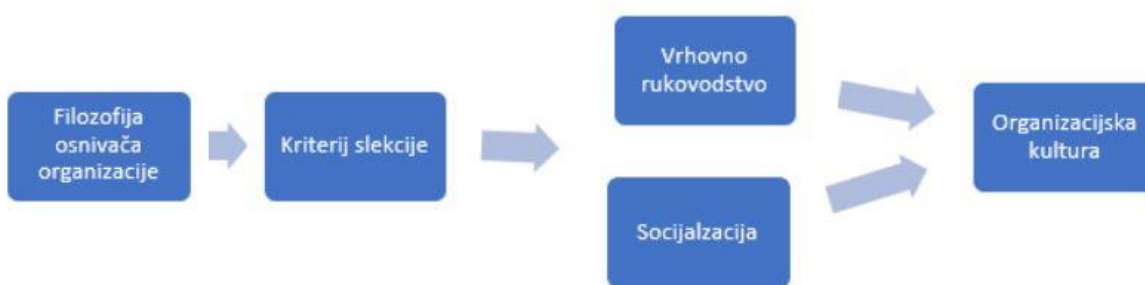 Filozofija
osnivača
organizacije
Kriterij slekcije
Vrhovno
rukovodstvo
Socijalzacija
Organizacijska
kultura